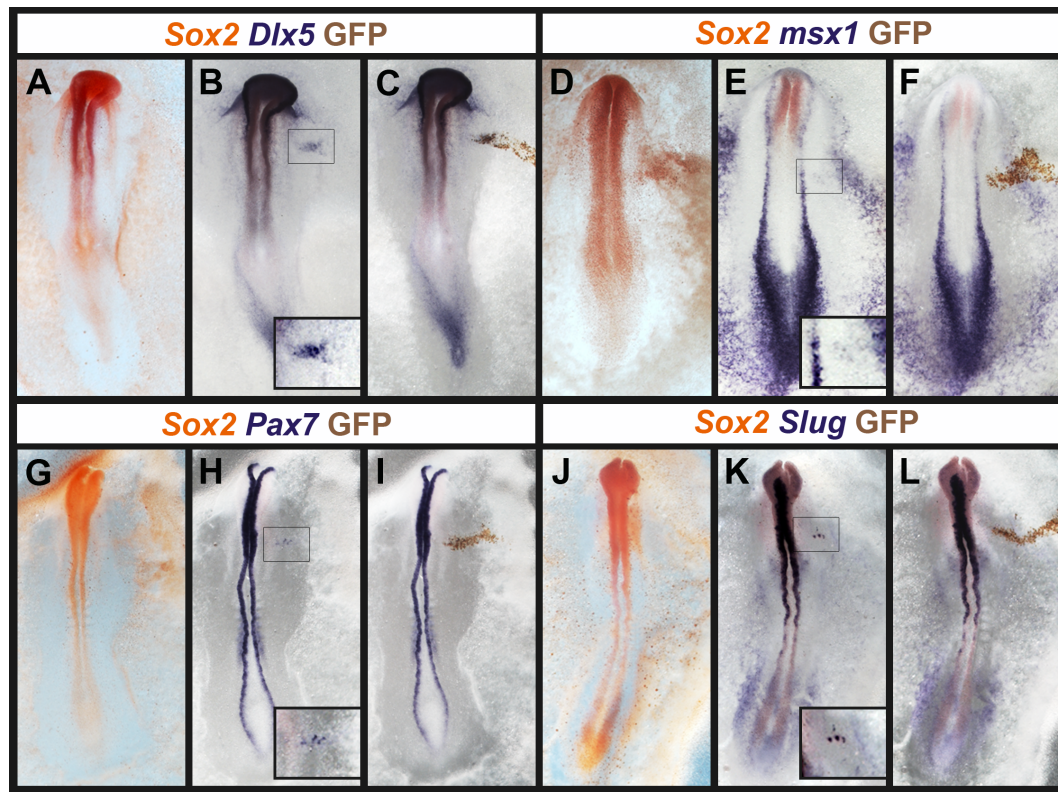 Sox2 Dlx5 GFP
Sox2 msx1 GFP
A
B
C
D
E
F
Sox2 Pax7 GFP
Sox2 Slug GFP
G
H
I
J
K
L